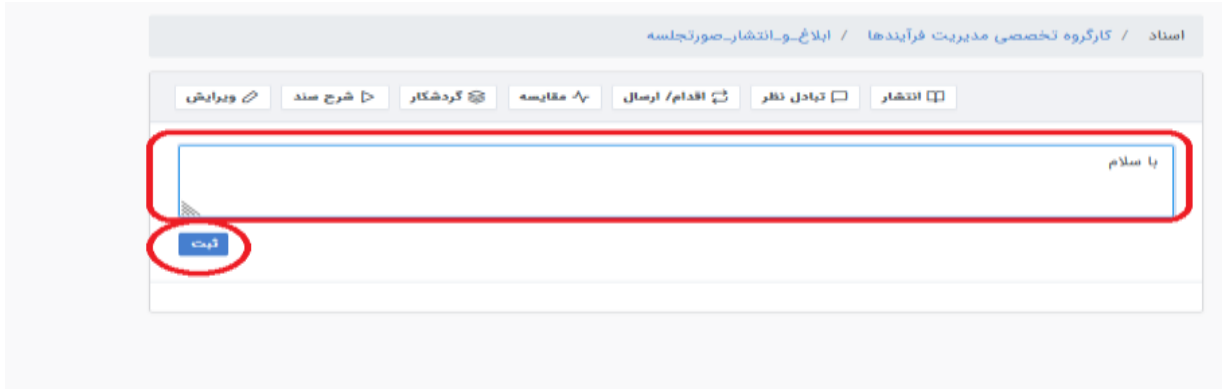 اسناد / کارگروه تخصصی مدیریت فرآیندها / ابلاغ_و_انتشار_صورتجلسه
انتشار تبادل نظر اقدام/ ارسال مقایسه گردشکار شرح سند ویرایش
با سلام
ثبت